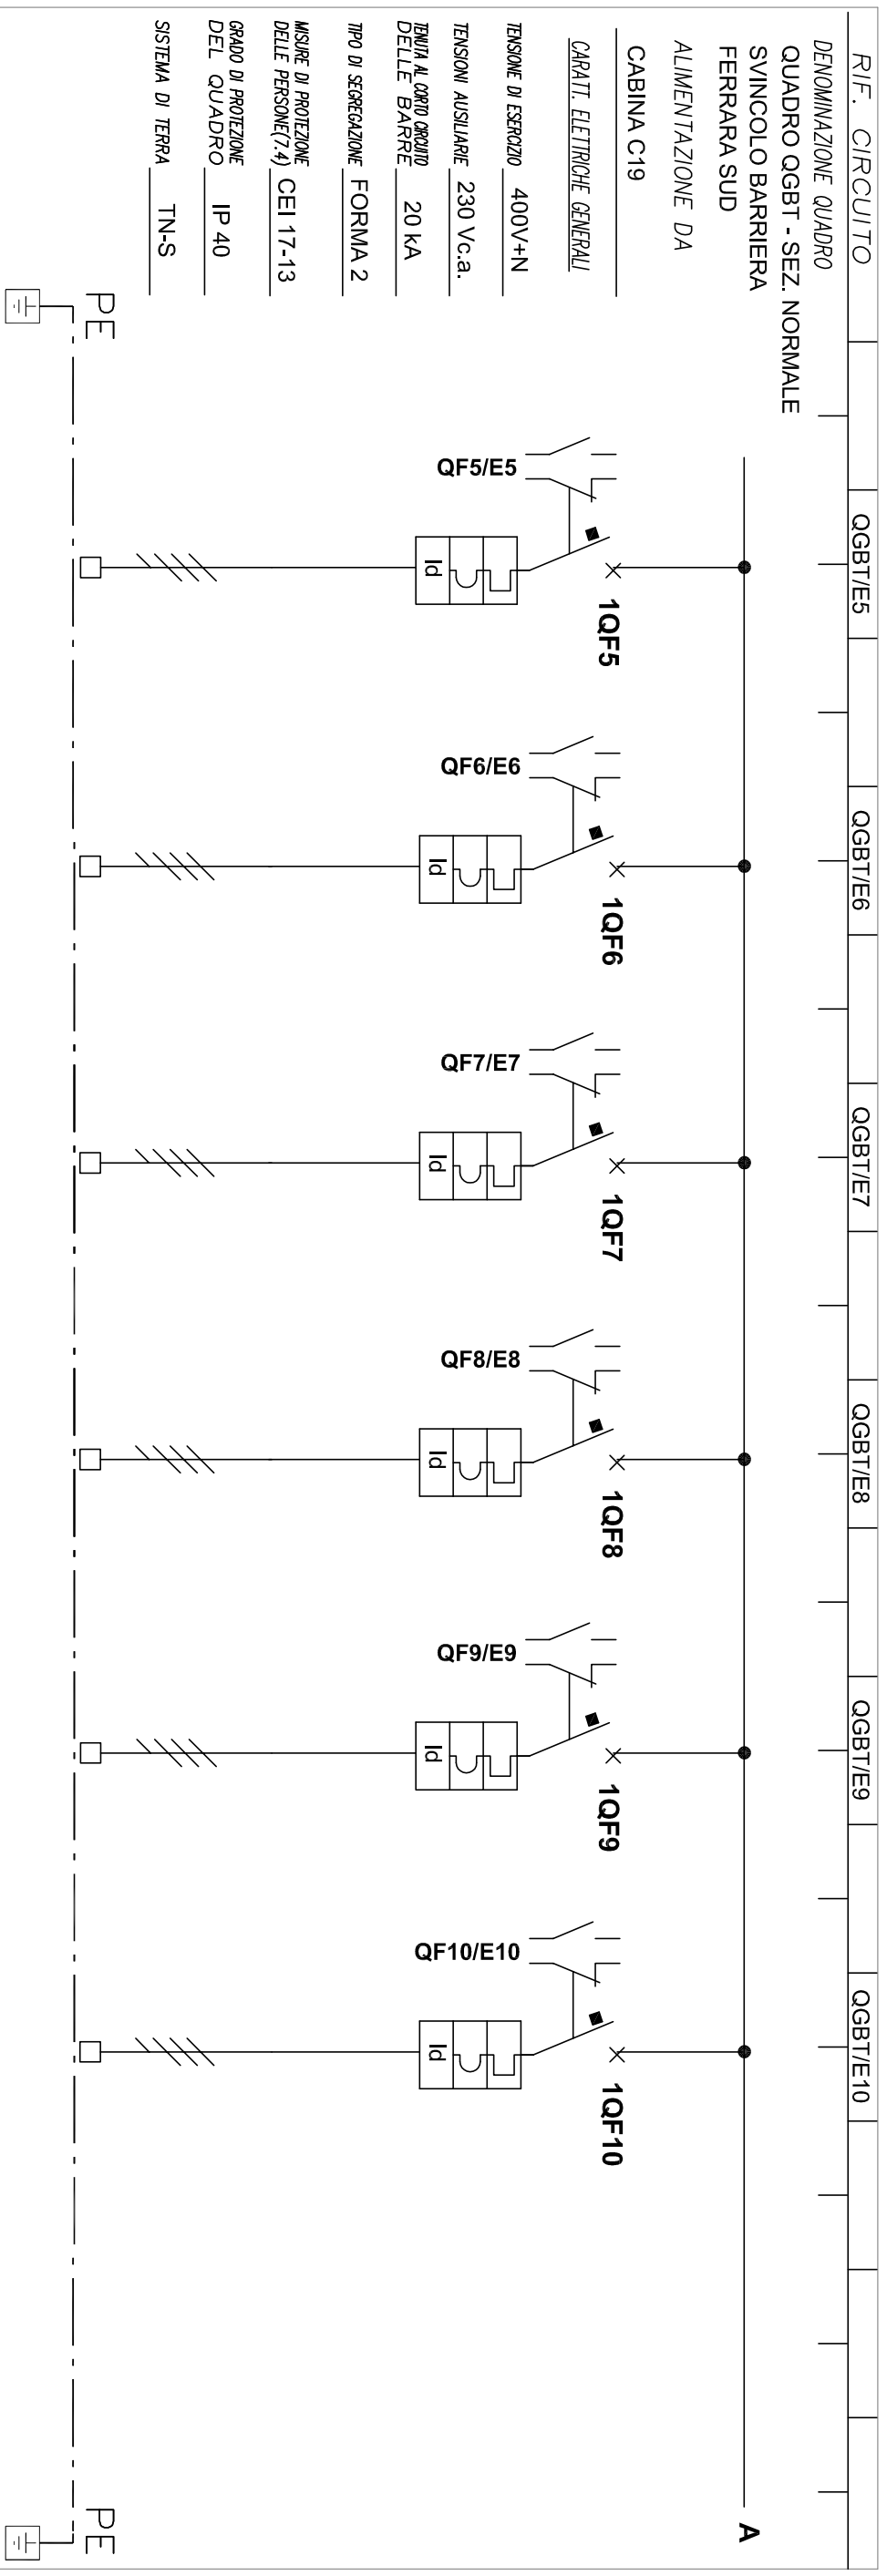 RIF. CIRCUITO
QGBT/E5
QGBT/E6
QGBT/E7
QGBT/E8
QGBT/E9
QGBT/E10
DENOMINAZIONE QUADRO
QUADRO QGBT - SEZ. NORMALE
SVINCOLO BARRIERA
FERRARA SUD
A
ALIMENTAZIONE DA
CABINA C19
CARATT. ELETTRICHE GENERALI
TENSIONE DI ESERCIZIO 400V+N
TENSIONI AUSILIARIE 230 Vc.a.
TENUTA AL CORTO CIRCUITO
DELLE BARRE 20 kA
TIPO DI SEGREGAZIONE FORMA 2
MISURE DI PROTEZIONE
DELLE PERSONE(7.4) CEI 17-13
GRADO DI PROTEZIONE
DEL QUADRO IP 40
SISTEMA DI TERRA TN-S
1QF5
QF5/E5
Id
1QF6
QF6/E6
Id
1QF7
QF7/E7
Id
1QF8
QF8/E8
Id
1QF9
QF9/E9
Id
1QF10
QF10/E10
Id
PE
PE